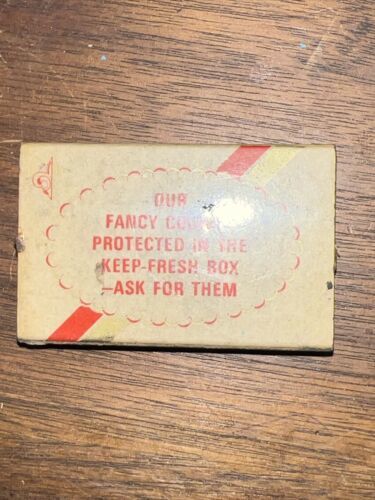 OUR
FANCY
PROTECTED IN THE
KEEP-FRESH BOX
—ASK FOR THEM